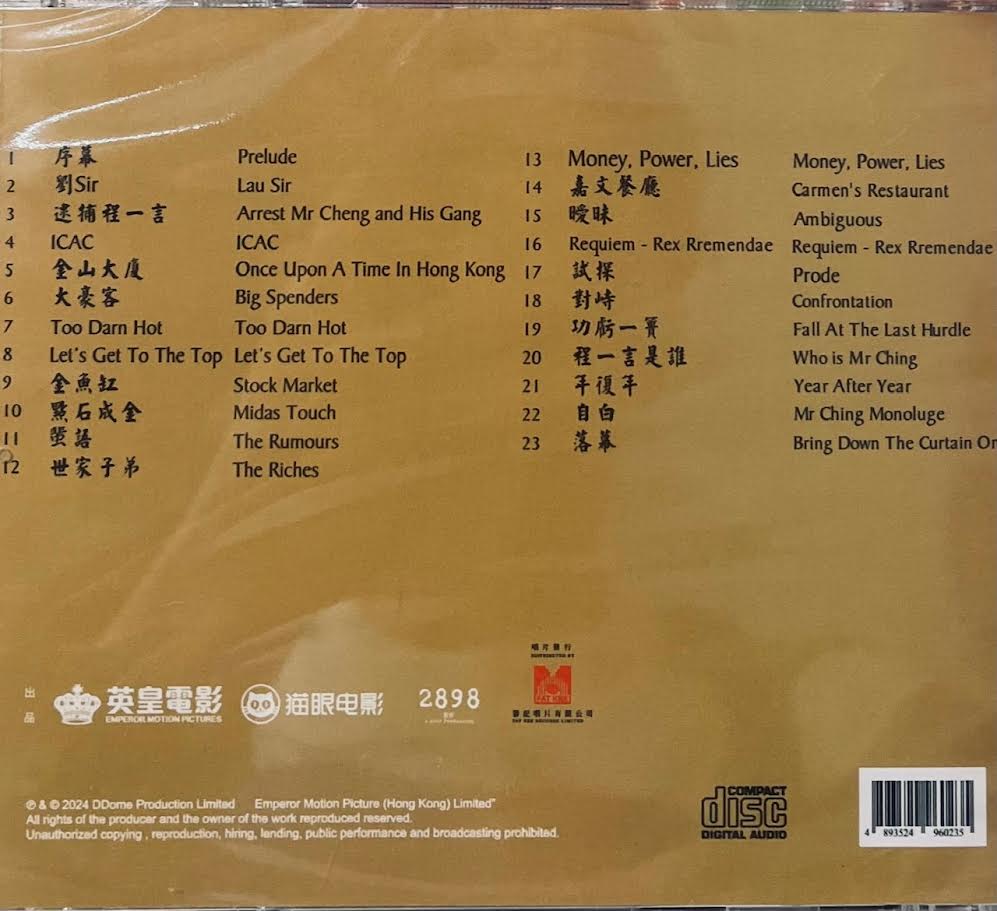 1 序幕 Prelude
2 劉Sir Lau Sir
3 逮捕程一言 Arrest Mr Cheng and His Gang
4 ICAC ICAC
5 金山大廈 Once Upon A Time In Hong Kong
6 大豪客 Big Spenders
7 Too Darn Hot Too Darn Hot
8 Let's Get To The Top Let's Get To The Top
9 金魚缸 Stock Market
10 點石成金 Midas Touch
11 蜚語 The Rumours
12 世家子弟 The Riches
13 Money, Power, Lies Money, Power, Lies
14 嘉文餐廳 Carmen's Restaurant
15 曖昧 Ambiguous
16 Requiem - Rex Rremendae Requiem - Rex Rremendae
17 試探 Prode
18 對峙 Confrontation
19 功虧一簣 Fall At The Last Hurdle
20 程一言是誰 Who is Mr Ching
21 年復年 Year After Year
22 自白 Mr Ching Monoluge
23 落幕 Bring Down The Curtain On
出品
英皇電影
EMPEROR MOTION PICTURES
猫眼电影
2898
唱片發行
DISTRIBUTED BY
唱片有限公司
RECORDS LIMITED
℗ & © 2024 DDome Production Limited Emperor Motion Picture (Hong Kong) Limited"
All rights of the producer and the owner of the work reproduced reserved.
Unauthorized copying , reproduction, hiring, lending, public performance and broadcasting prohibited.
COMPACT
disc
DIGITAL AUDIO
4 893524 960235